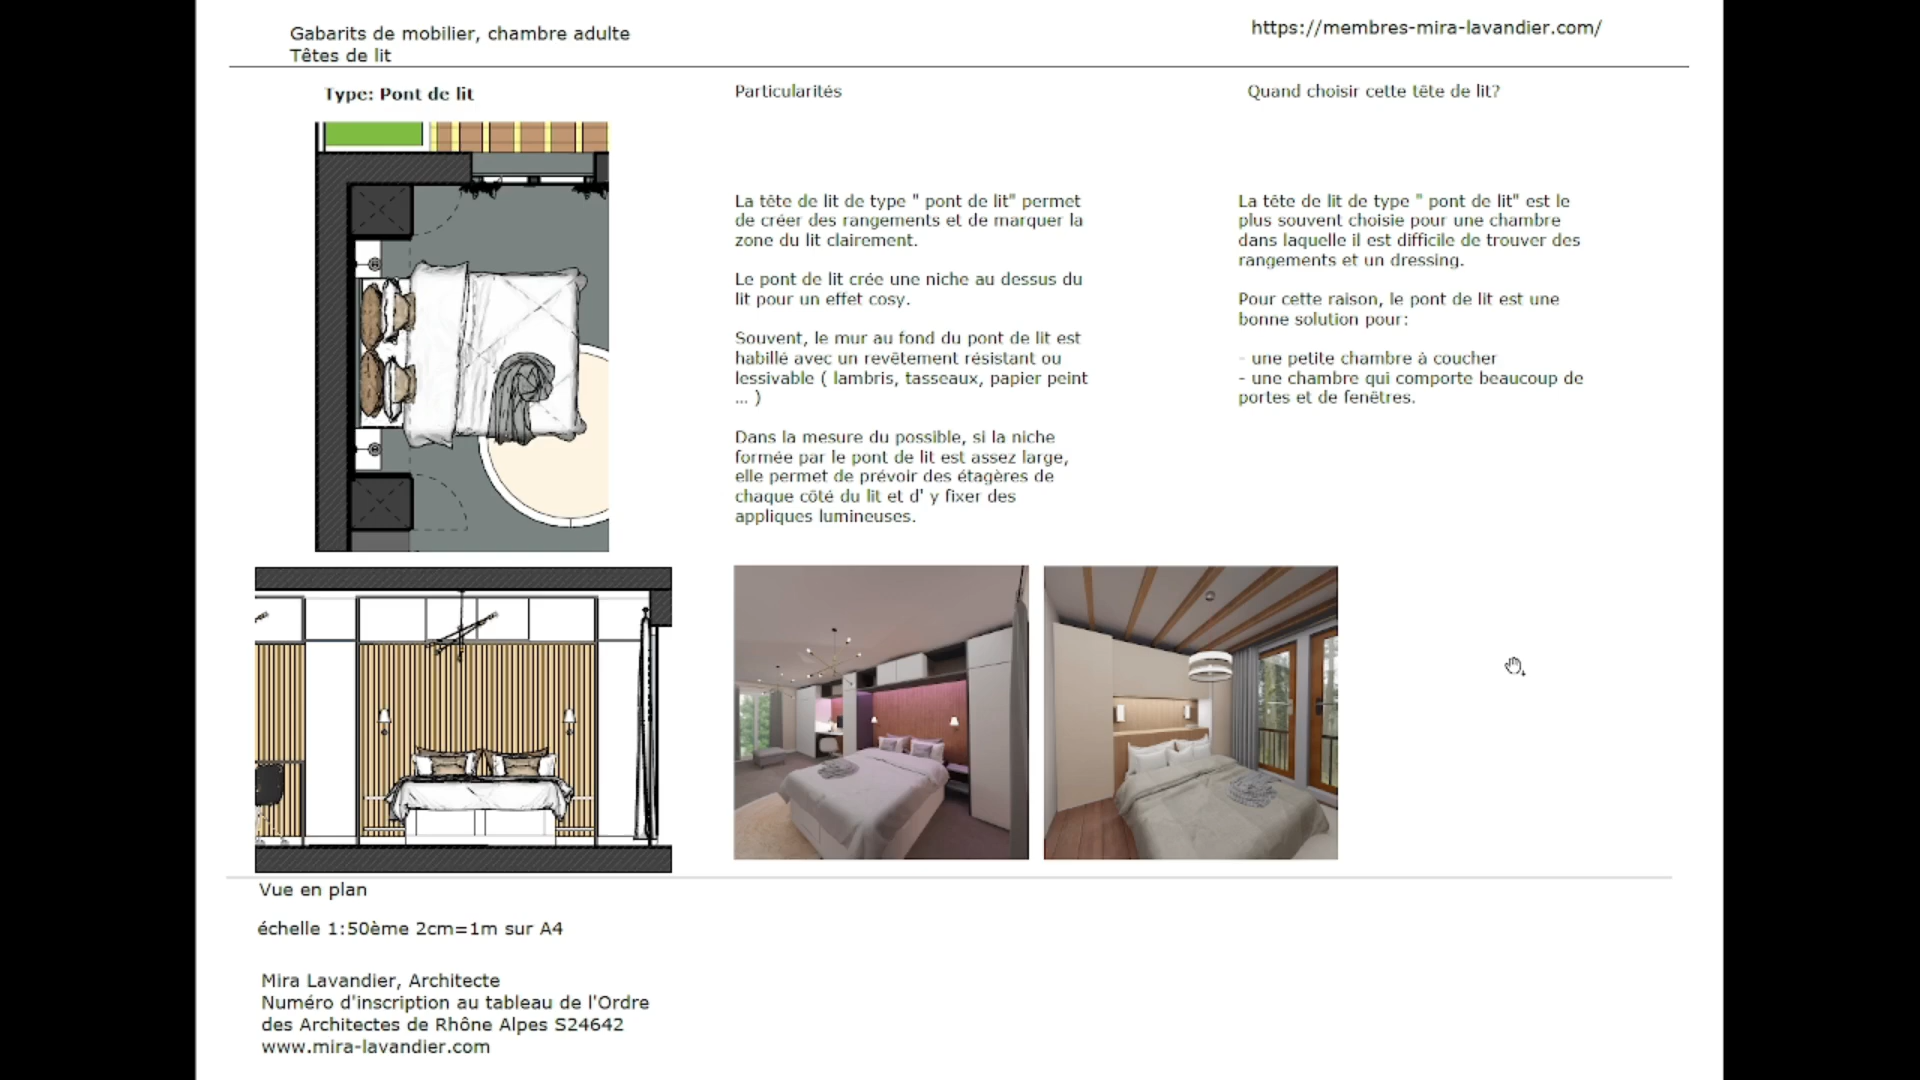 Gabarits de mobilier, chambre adulte
Têtes de lit
https://membres-mira-lavandier.com/
Type: Pont de lit
Particularités
La tête de lit de type " pont de lit" permet
de créer des rangements et de marquer la
zone du lit clairement.
Le pont de lit crée une niche au dessus du
lit pour un effet cosy.
Souvent, le mur au fond du pont de lit est
habillé avec un revêtement résistant ou
lessivable ( lambris, tasseaux, papier peint
... )
Dans la mesure du possible, si la niche
formée par le pont de lit est assez large,
elle permet de prévoir des étagères de
chaque côté du lit et d' y fixer des
appliques lumineuses.
Quand choisir cette tête de lit?
La tête de lit de type " pont de lit" est le
plus souvent choisie pour une chambre
dans laquelle il est difficile de trouver des
rangements et un dressing.
Pour cette raison, le pont de lit est une
bonne solution pour:
- une petite chambre à coucher
- une chambre qui comporte beaucoup de
portes et de fenêtres.
Vue en plan
échelle 1:50ème 2cm=1m sur A4
Mira Lavandier, Architecte
Numéro d'inscription au tableau de l'Ordre
des Architectes de Rhône Alpes S24642
www.mira-lavandier.com